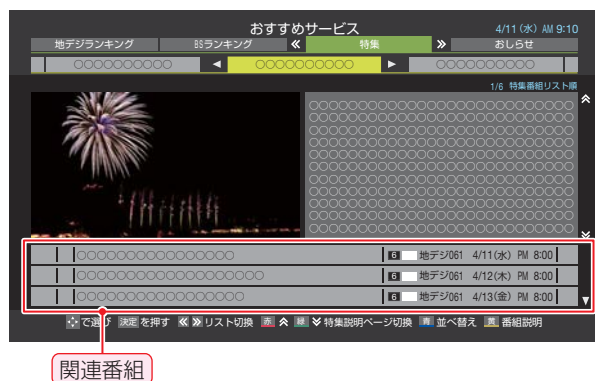 おすすめサービス 4/11(水) AM 9:10
地デジランキング BSランキング 特集 おしらせ
○○○○○○○○○○ ◀ ○○○○○○○○○○ ▶ ○○○○○○○○○○
1/6 特集番組リスト順
○○○○○○○○○○○○○○○○○○○○○○○○○○
○○○○○○○○○○○○○○○○○○○○○○○○○○
○○○○○○○○○○○○○○○○○○○○○○○○○○
○○○○○○○○○○○○○○○○○○○○○○○○○○
○○○○○○○○○○○○○○○○○○○○○○○○○○
○○○○○○○○○○○○○○○○○○○○○○○○○○
○○○○○○○○○○○○○○○○○○○○○○○○○○
○○○○○○○○○○○○○○○○○○○○○○○○○○
○○○○○○○○○○○○○○○○○○○○○○○○○○
○○○○○○○○○○○○○○○○○○○○○○○○○○
○○○○○○○○○○○○○○○○○○○○○○○○○○
○○○○○○○○○○○○○○○○ 6 地デジ061 4/11(水) PM 8:00
○○○○○○○○○○○○○○○○○○○ 6 地デジ061 4/12(木) PM 8:00
○○○○○○○○○○○○○○○○○ 6 地デジ061 4/13(金) PM 8:00
で選び 決定 を押す リスト切換 赤 緑 特集説明ページ切換 青 並べ替え 黄 番組説明
関連番組